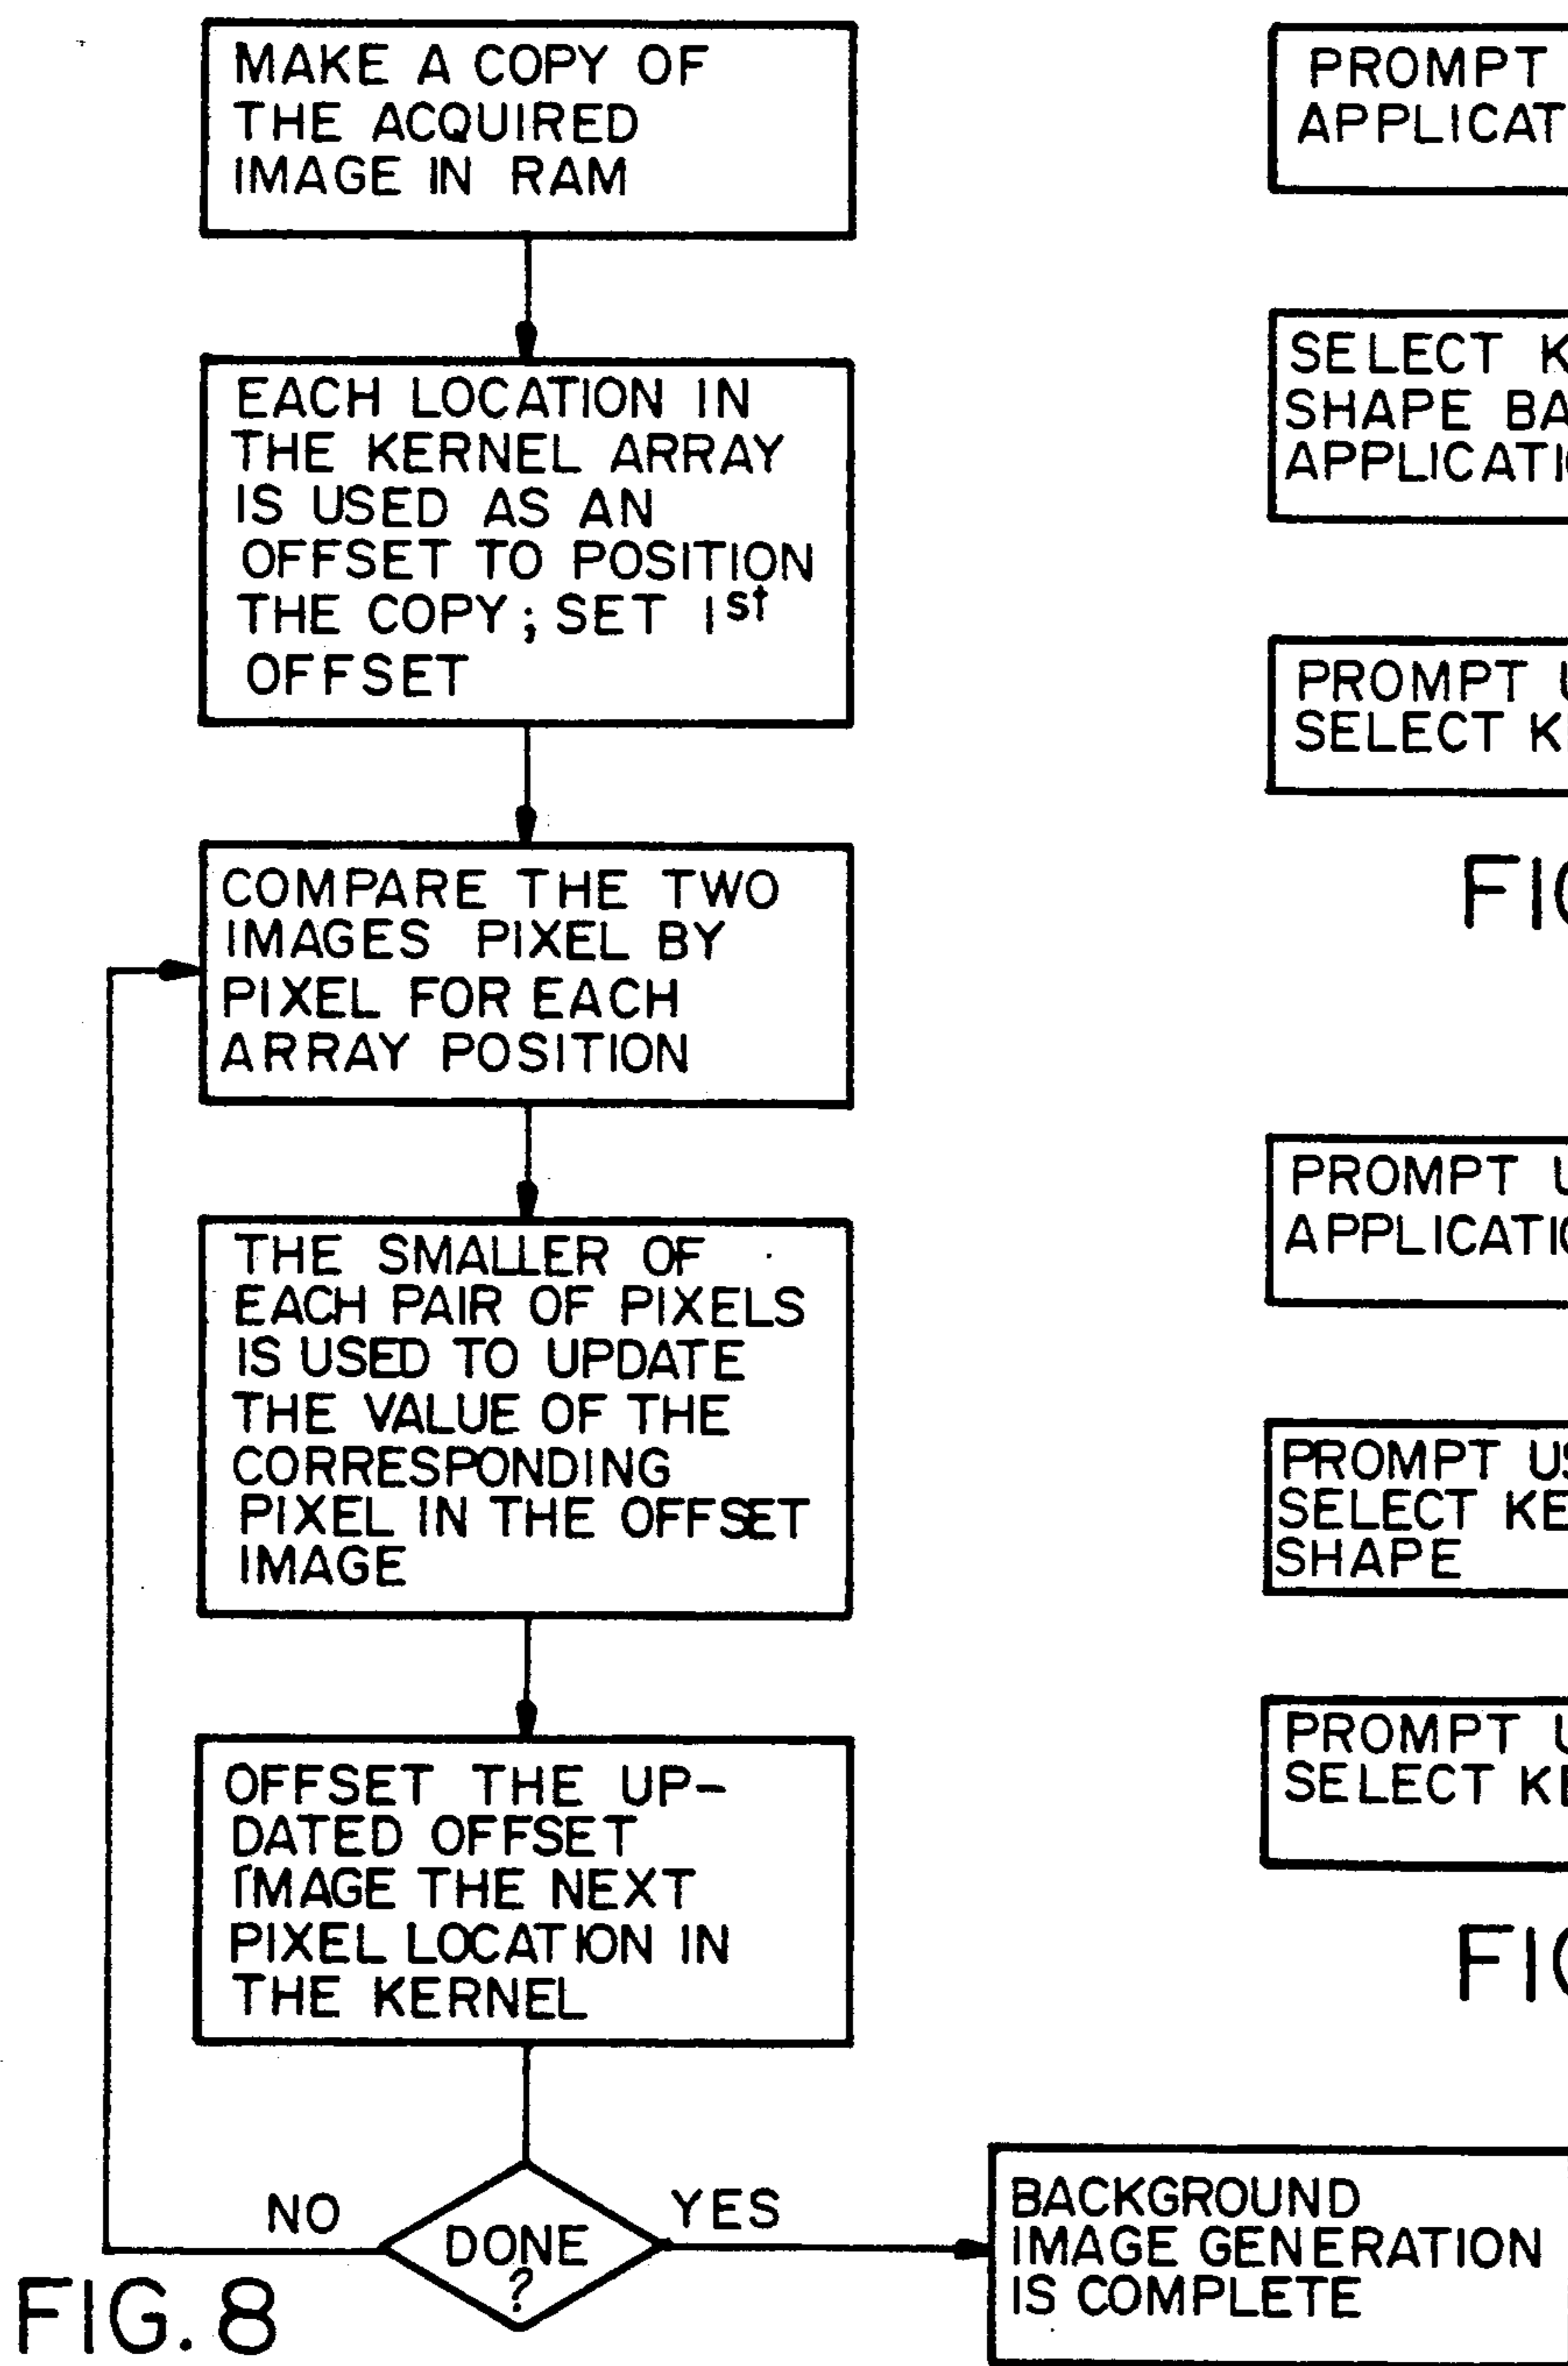 MAKE A COPY OF
THE ACQUIRED
IMAGE IN RAM
EACH LOCATION IN
THE KERNEL ARRAY
IS USED AS AN
OFFSET TO POSITION
THE COPY; SET 1st
OFFSET
COMPARE THE TWO
IMAGES PIXEL BY
PIXEL FOR EACH
ARRAY POSITION
THE SMALLER OF
EACH PAIR OF PIXELS
IS USED TO UPDATE
THE VALUE OF THE
CORRESPONDING
PIXEL IN THE OFFSET
IMAGE
OFFSET THE UP-
DATED OFFSET
IMAGE THE NEXT
PIXEL LOCATION IN
THE KERNEL
NO
DONE
?
YES
BACKGROUND
IMAGE GENERATION
IS COMPLETE
FIG. 8
PROMPT
SELECT
SHAPE
PROMPT
SELECT
PROMPT
PROMPT
SELECT
SHAPE
PROMPT
SELECT